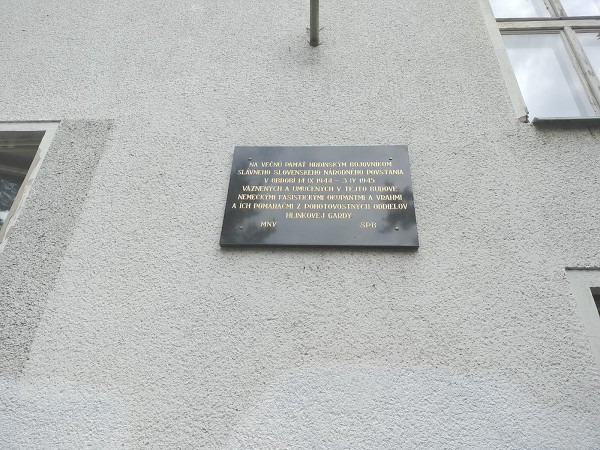 NA VEČNÚ PAMÄŤ HRDINSKÝM BOJOVNÍKOM
SLÁVNEHO SLOVENSKÉHO NÁRODNÉHO POVSTANIA
V OBDOBÍ 14 IX 1944 – 3 IV 1945
VÄZNENÝCH A UMUČENÝCH V TEJTO BUDOVE
NEMECKÝMI FAŠISTICKÝMI OKUPANTMI A VRAHMI
A ICH POMAHAČMI Z POHOTOVOSTNÝCH ODDIELOV
HLINKOVEJ GARDY
MNV SPB